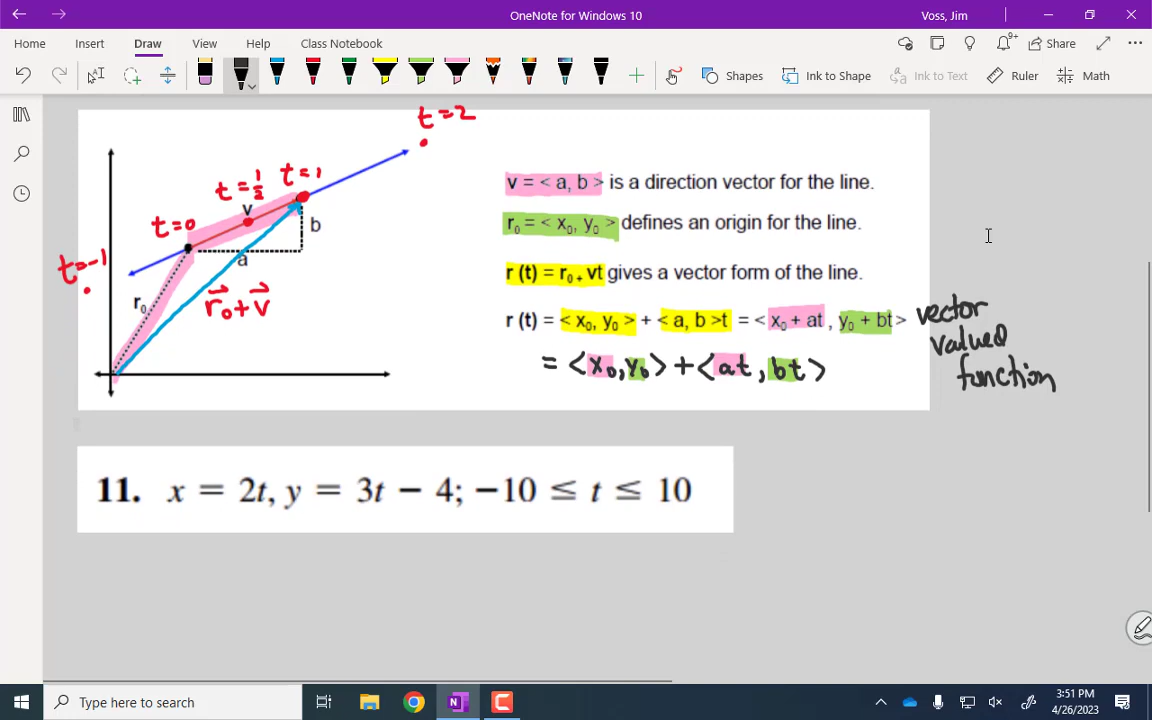 OneNote for Windows 10
Voss, Jim
Home Insert Draw View Help Class Notebook
9+ Share
Shapes Ink to Shape Ink to Text Ruler Math
t=2
t=1
t=½
v
t=0
b
a
t=-1
r₀
r⃗₀+v⃗
v = < a, b > is a direction vector for the line.
r₀ = < x₀, y₀ > defines an origin for the line.
r (t) = r₀ + vt gives a vector form of the line.
r (t) = < x₀, y₀ > + < a, b >t = < x₀ + at , y₀ + bt >
vector
valued
function
= <x₀,y₀> + <at, bt>
11. x = 2t, y = 3t − 4; −10 ≤ t ≤ 10
Type here to search
3:51 PM
4/26/2023